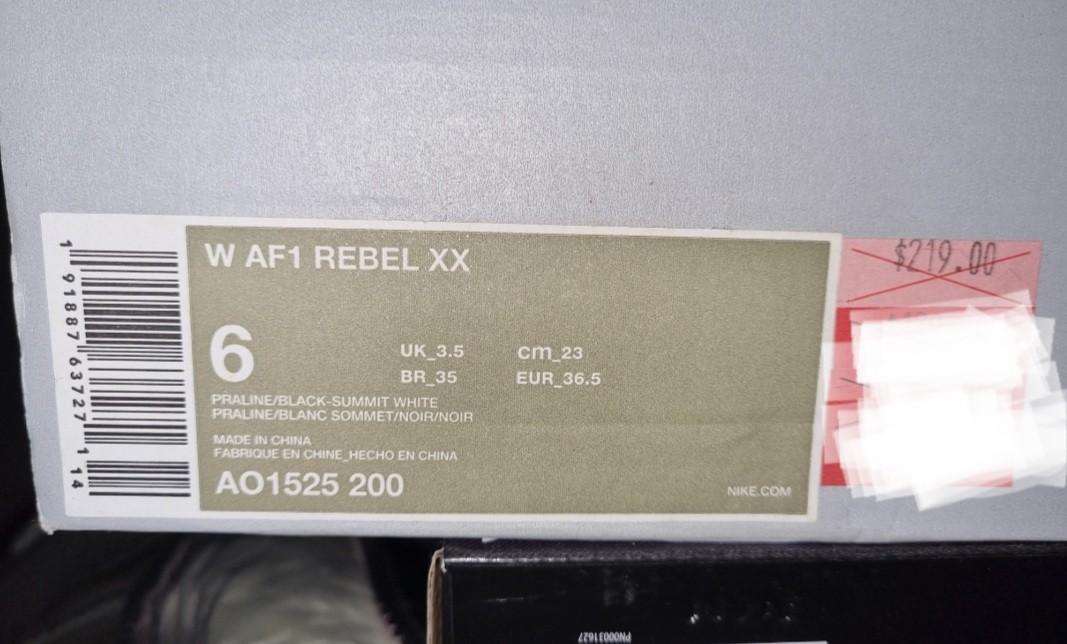 W AF1 REBEL XX
6
UK_3.5 cm_23
BR_35 EUR_36.5
PRALINE/BLACK-SUMMIT WHITE
PRALINE/BLANC SOMMET/NOIR/NOIR
MADE IN CHINA
FABRIQUE EN CHINE_HECHO EN CHINA
AO1525 200
NIKE.COM
1 91887 63727 1 14
$219.00
PN00031627